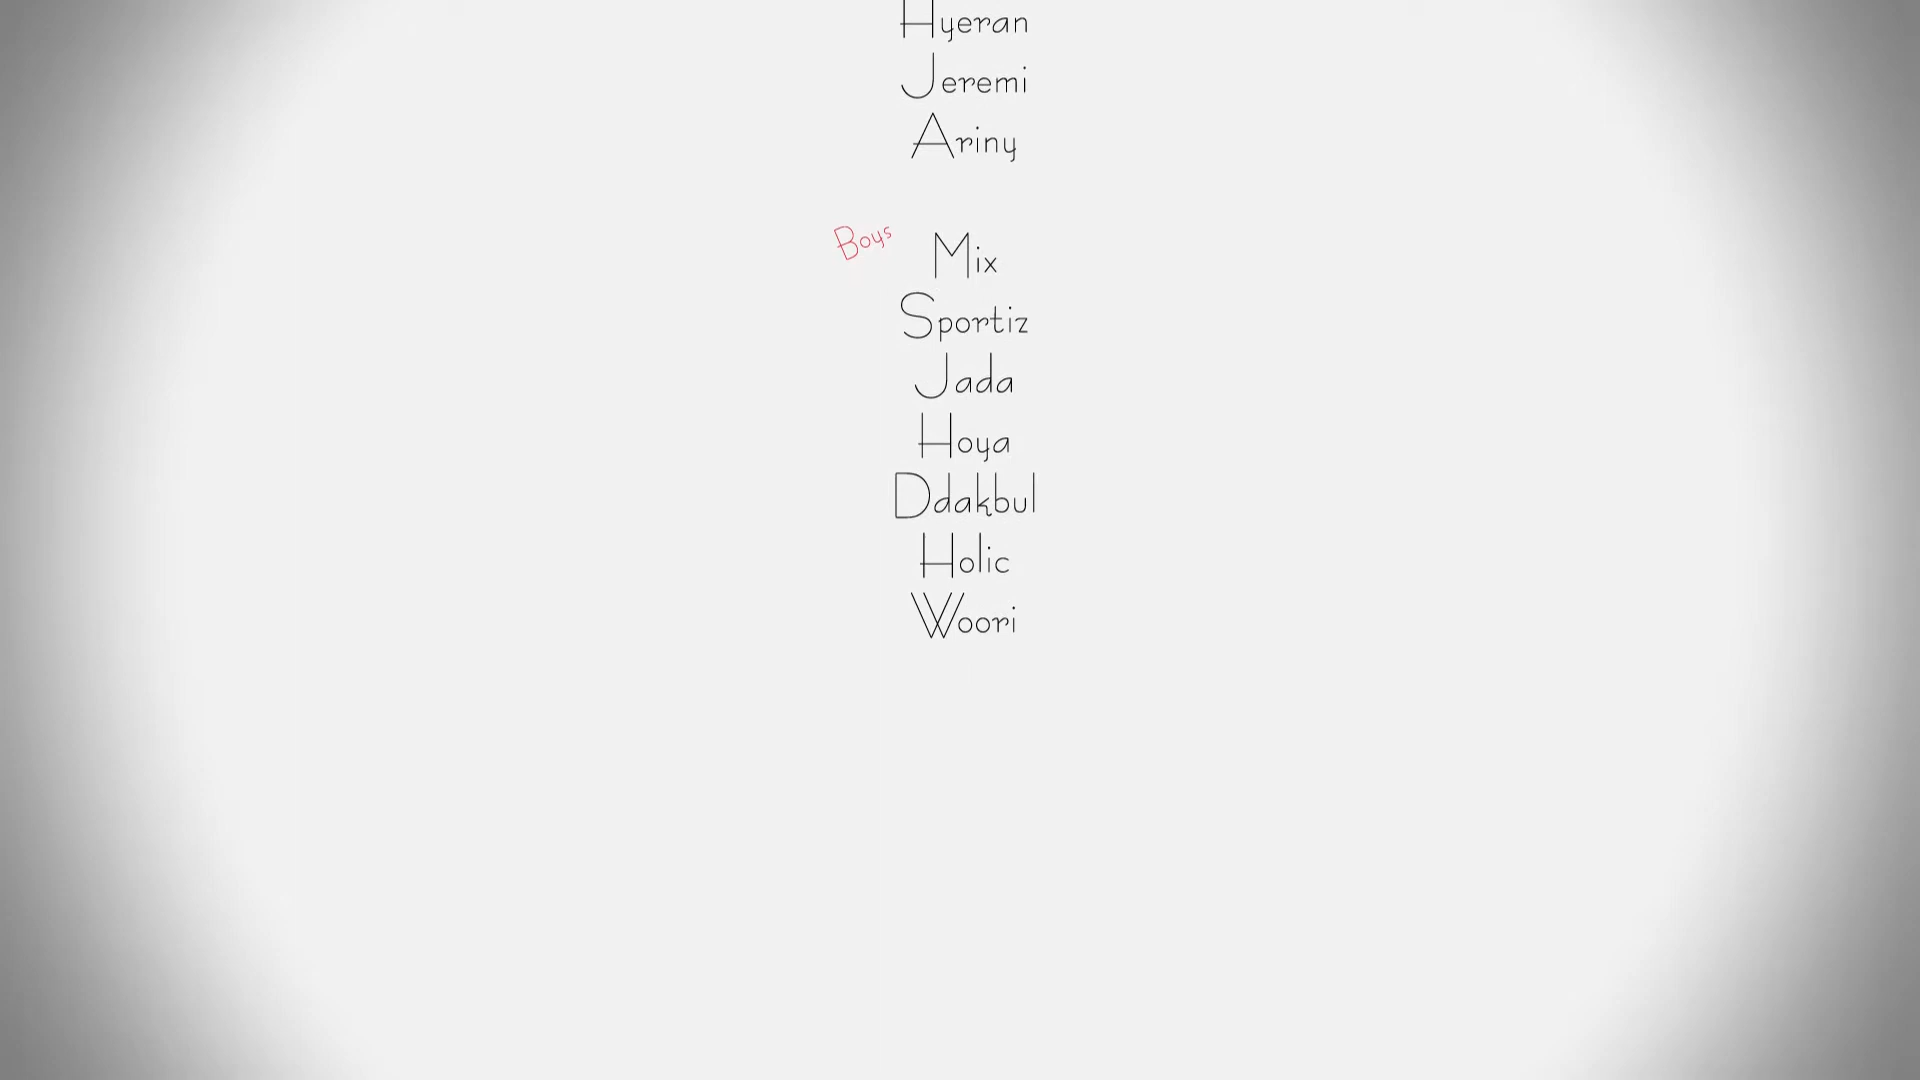 Hyeran
Jeremi
Ariny
Boys
Mix
Sportiz
Jada
Hoya
Ddakbul
Holic
Woori